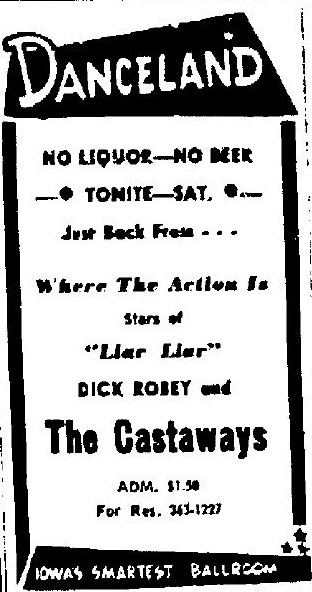 DANCELAND
NO LIQUOR—NO BEER
TONITE—SAT.
Just Back From - - -
Where The Action Is
Stars of
"Liar Liar"
DICK ROBEY and
The Castaways
ADM. $1.50
For Res. 363-1227
IOWA'S SMARTEST BALLROOM